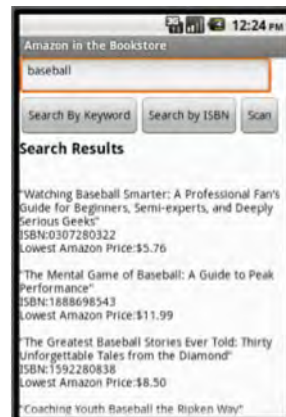 3G
12:24 PM
Amazon in the Bookstore
baseball
Search By Keyword
Search by ISBN
Scan
Search Results
"Watching Baseball Smarter: A Professional Fan's
Guide for Beginners, Semi-experts, and Deeply
Serious Geeks"
ISBN:0307280322
Lowest Amazon Price:$5.76
"The Mental Game of Baseball: A Guide to Peak
Performance"
ISBN:1888698543
Lowest Amazon Price:$11.99
"The Greatest Baseball Stories Ever Told: Thirty
Unforgettable Tales from the Diamond"
ISBN:1592280838
Lowest Amazon Price:$8.50
"Coaching Youth Baseball the Ripken Way"